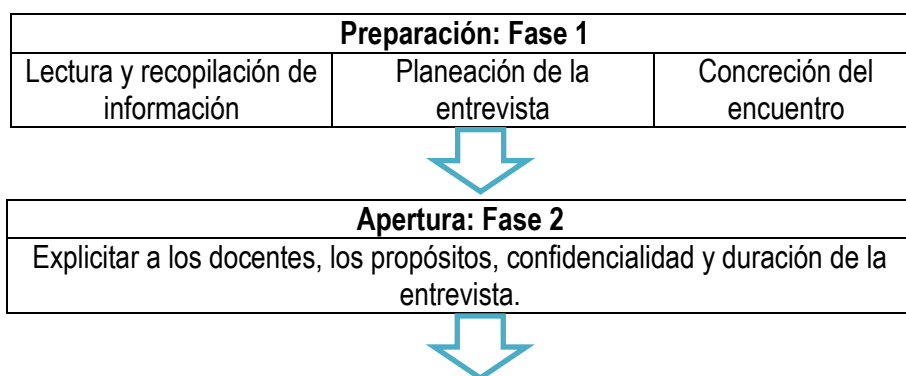 Preparación: Fase 1
Lectura y recopilación de información
Planeación de la entrevista
Concreción del encuentro
Apertura: Fase 2
Explicitar a los docentes, los propósitos, confidencialidad y duración de la
entrevista.